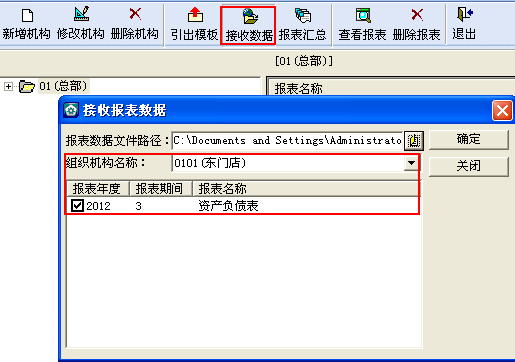 新增机构 修改机构 删除机构 引出模板 接收数据 报表汇总 查看报表 删除报表 退出
[01(总部)]
01(总部)
报表名称
接收报表数据
报表数据文件路径： C:\Documents and Settings\Administrato
确定
组织机构名称： 0101(东门店)
关闭
报表年度 报表期间 报表名称
2012 3 资产负债表